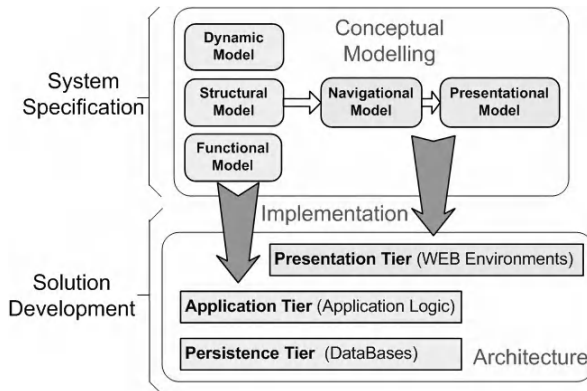 Conceptual
Modelling
Dynamic
Model
System
Specification
Structural
Model
Navigational
Model
Presentational
Model
Functional
Model
Implementation
Solution
Development
Presentation Tier (WEB Environments)
Application Tier (Application Logic)
Persistence Tier (DataBases)
Architecture